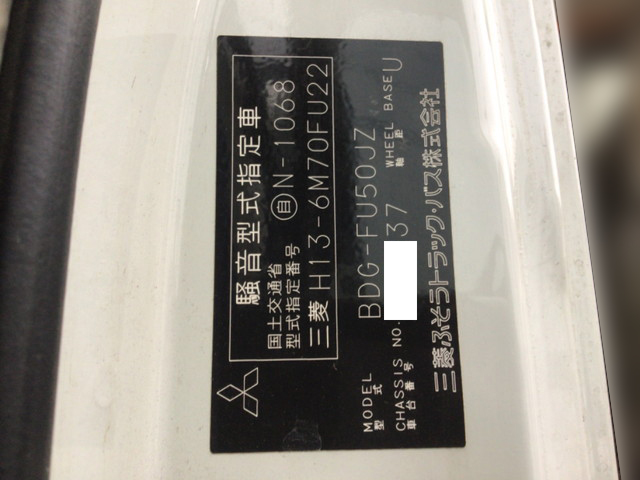 騒音型式指定車
国土交通省
型式指定番号 自N-1068
三菱 H13-6M70FU22
MODEL
型式 BDG-FU50JZ
CHASSIS NO. 37 WHEEL BASE U
車台番号 軸距
三菱ふそうトラック・バス株式会社